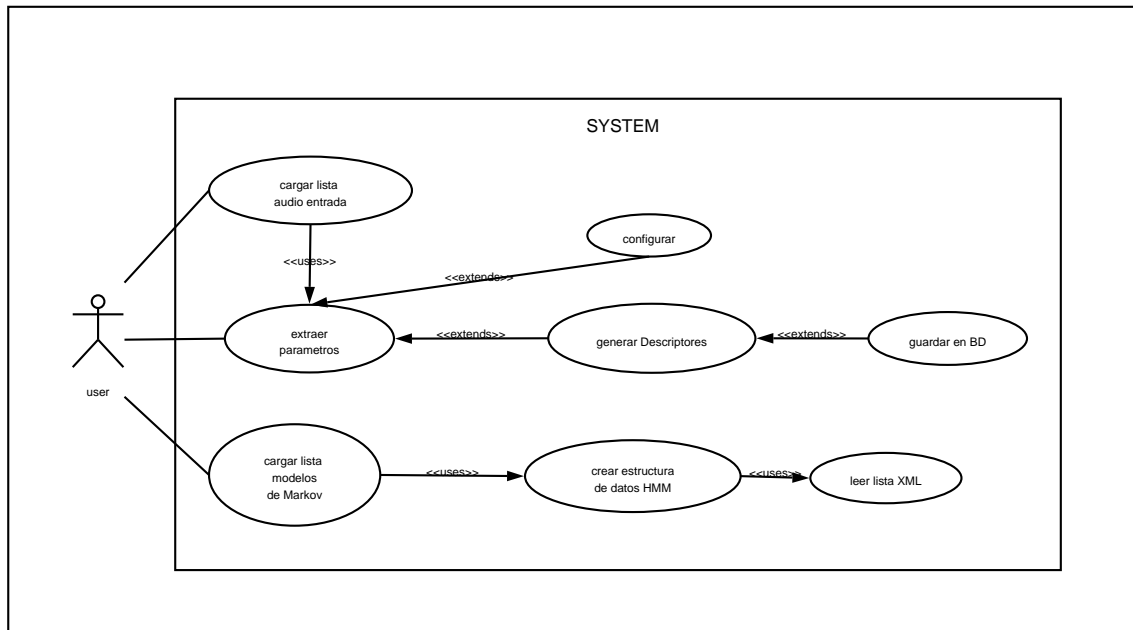 SYSTEM
cargar lista
audio entrada
configurar
<<uses>>
<<extends>>
extraer
parametros
<<extends>>
generar Descriptores
<<extends>>
guardar en BD
user
cargar lista
modelos
de Markov
<<uses>>
crear estructura
de datos HMM
<<uses>>
leer lista XML